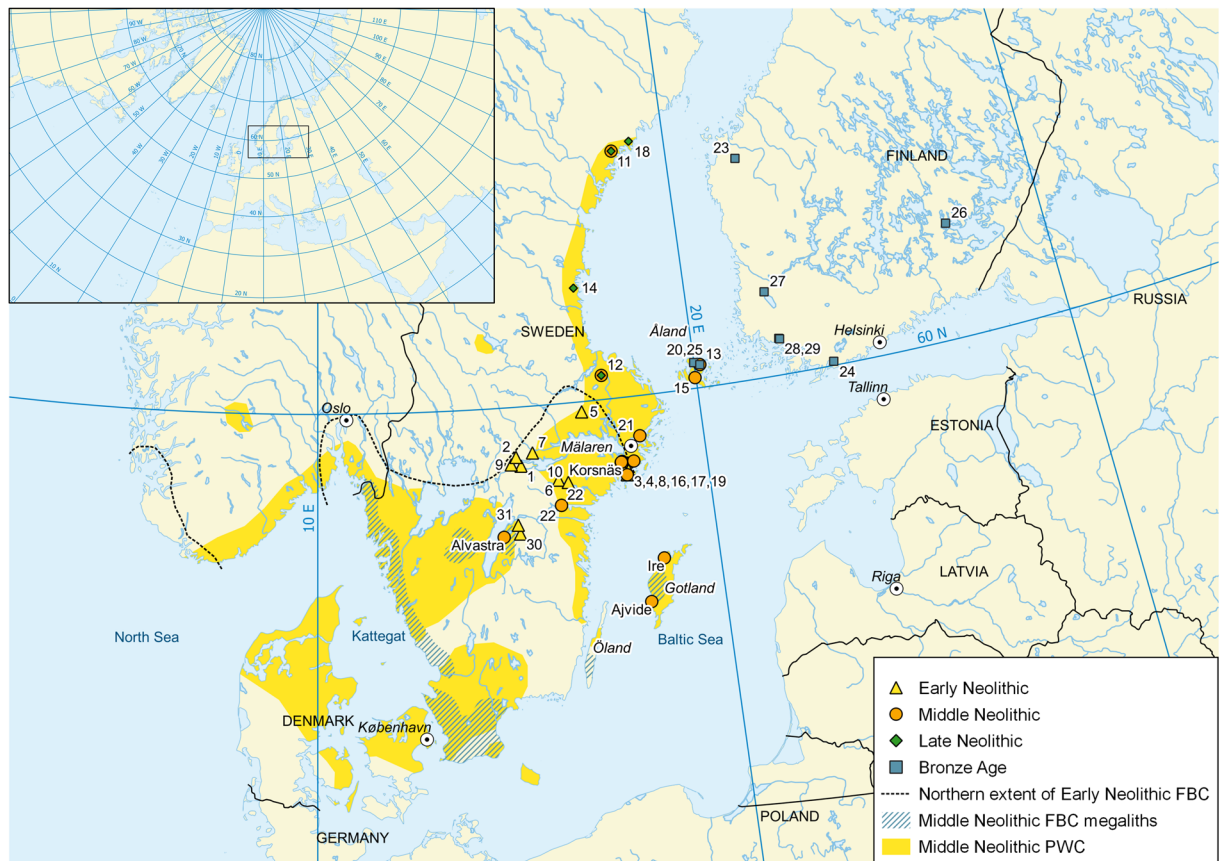 90 W
80 W
70 W
60 W
50 W
40 W
30 W
20 W
10 W
0
80 N
60 N
50 N
40 N
30 N
20 N
10 N
110 E
100 E
90 E
80 E
70 E
60 E
50 E
40 E
30 E
20 E
10 E
18
11
23
FINLAND
26
14
27
RUSSIA
SWEDEN
20 E
Åland
20,25
13
28,29
Helsinki
60 N
12
24
15
Tallinn
Oslo
5
ESTONIA
21
2
7
Mälaren
9
10
Korsnäs
1
3,4,8,16,17,19
6
22
31
22
10 E
Alvastra
30
Ire
LATVIA
Riga
Gotland
Ajvide
North Sea
Kattegat
Baltic Sea
Öland
DENMARK
København
GERMANY
POLAND
Early Neolithic
Middle Neolithic
Late Neolithic
Bronze Age
Northern extent of Early Neolithic FBC
Middle Neolithic FBC megaliths
Middle Neolithic PWC